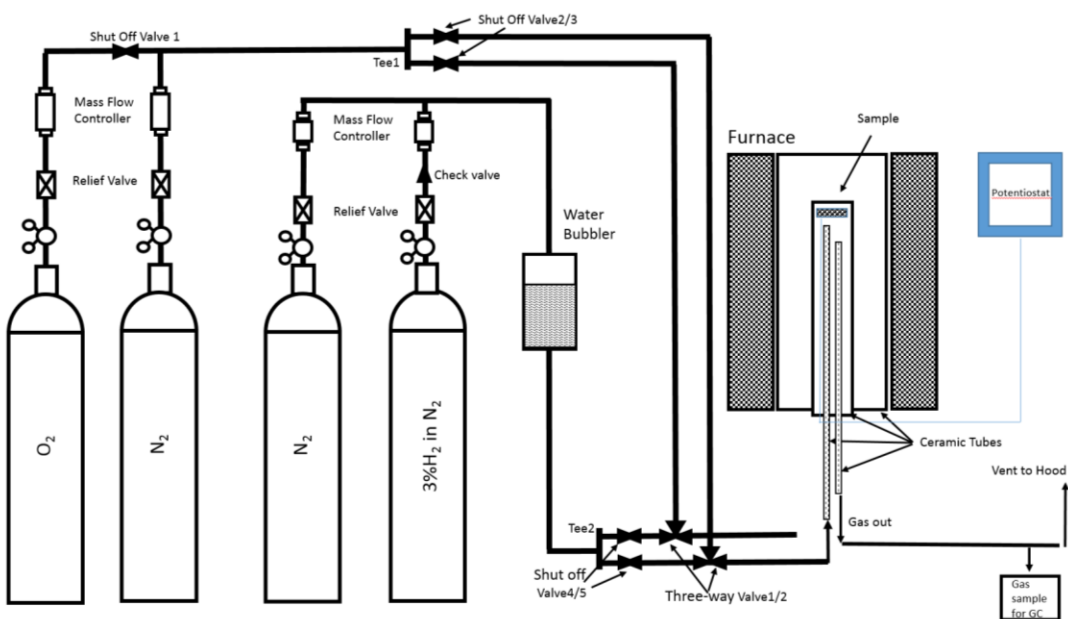 Shut Off Valve 1
Shut Off Valve2/3
Tee1
Mass Flow
Controller
Mass Flow
Controller
Sample
Furnace
Check valve
Relief Valve
Relief Valve
Potentiostat
Water
Bubbler
O2
N2
N2
3%H2 in N2
Ceramic Tubes
Vent to Hood
Tee2
Gas out
Shut off
Valve4/5
Three-way Valve1/2
Gas
sample
for GC